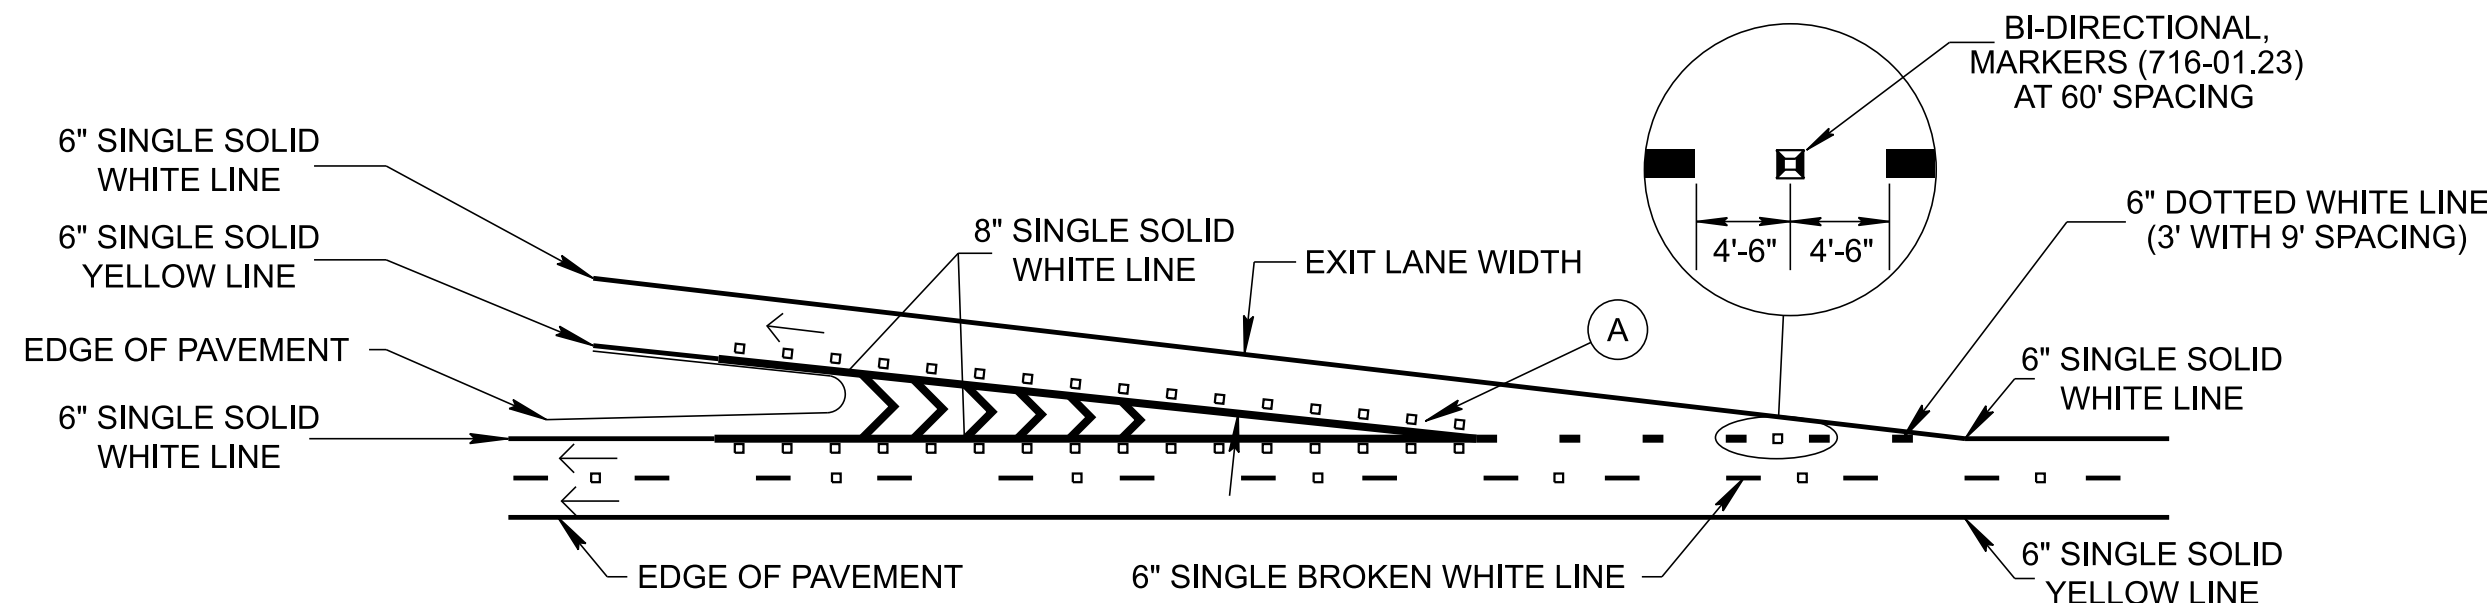 BI-DIRECTIONAL,
MARKERS (716-01.23)
AT 60' SPACING
6" SINGLE SOLID
WHITE LINE
6" DOTTED WHITE LINE
(3' WITH 9' SPACING)
6" SINGLE SOLID
YELLOW LINE
8" SINGLE SOLID
WHITE LINE
EXIT LANE WIDTH
4'-6"
4'-6"
A
EDGE OF PAVEMENT
6" SINGLE SOLID
WHITE LINE
6" SINGLE SOLID
WHITE LINE
EDGE OF PAVEMENT
6" SINGLE BROKEN WHITE LINE
6" SINGLE SOLID
YELLOW LINE